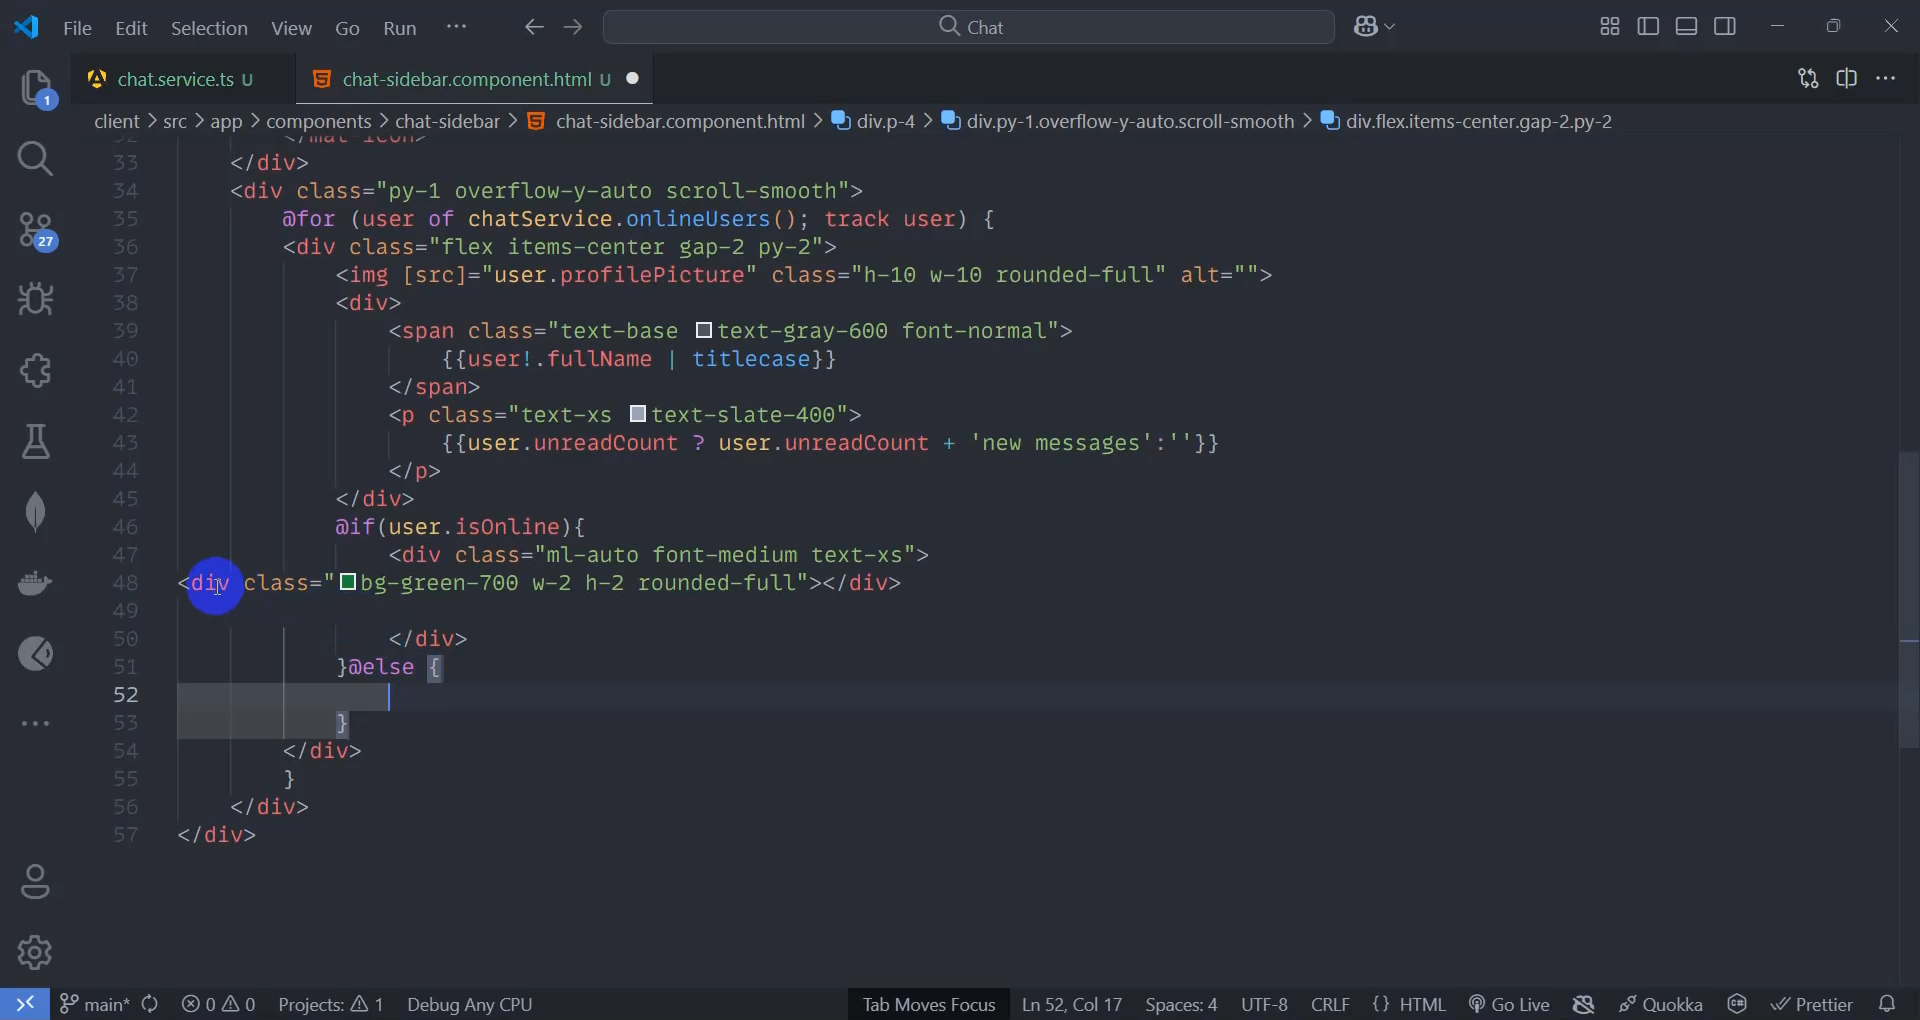 File Edit Selection View Go Run ··· Chat
chat.service.ts U chat-sidebar.component.html U
client > src > app > components > chat-sidebar > chat-sidebar.component.html > div.p-4 > div.py-1.overflow-y-auto.scroll-smooth > div.flex.items-center.gap-2.py-2
32 </mat-icon>
33 </div>
34 <div class="py-1 overflow-y-auto scroll-smooth">
35 @for (user of chatService.onlineUsers(); track user) {
36 <div class="flex items-center gap-2 py-2">
37 <img [src]="user.profilePicture" class="h-10 w-10 rounded-full" alt="">
38 <div>
39 <span class="text-base text-gray-600 font-normal">
40 {{user!.fullName | titlecase}}
41 </span>
42 <p class="text-xs text-slate-400">
43 {{user.unreadCount ? user.unreadCount + 'new messages':''}}
44 </p>
45 </div>
46 @if(user.isOnline){
47 <div class="ml-auto font-medium text-xs">
48 <div class="bg-green-700 w-2 h-2 rounded-full"></div>
49
50 </div>
51 }@else {
52
53 }
54 </div>
55 }
56 </div>
57 </div>
1
27
main* 0 0 Projects: 1 Debug Any CPU Tab Moves Focus Ln 52, Col 17 Spaces: 4 UTF-8 CRLF {} HTML Go Live Quokka Prettier